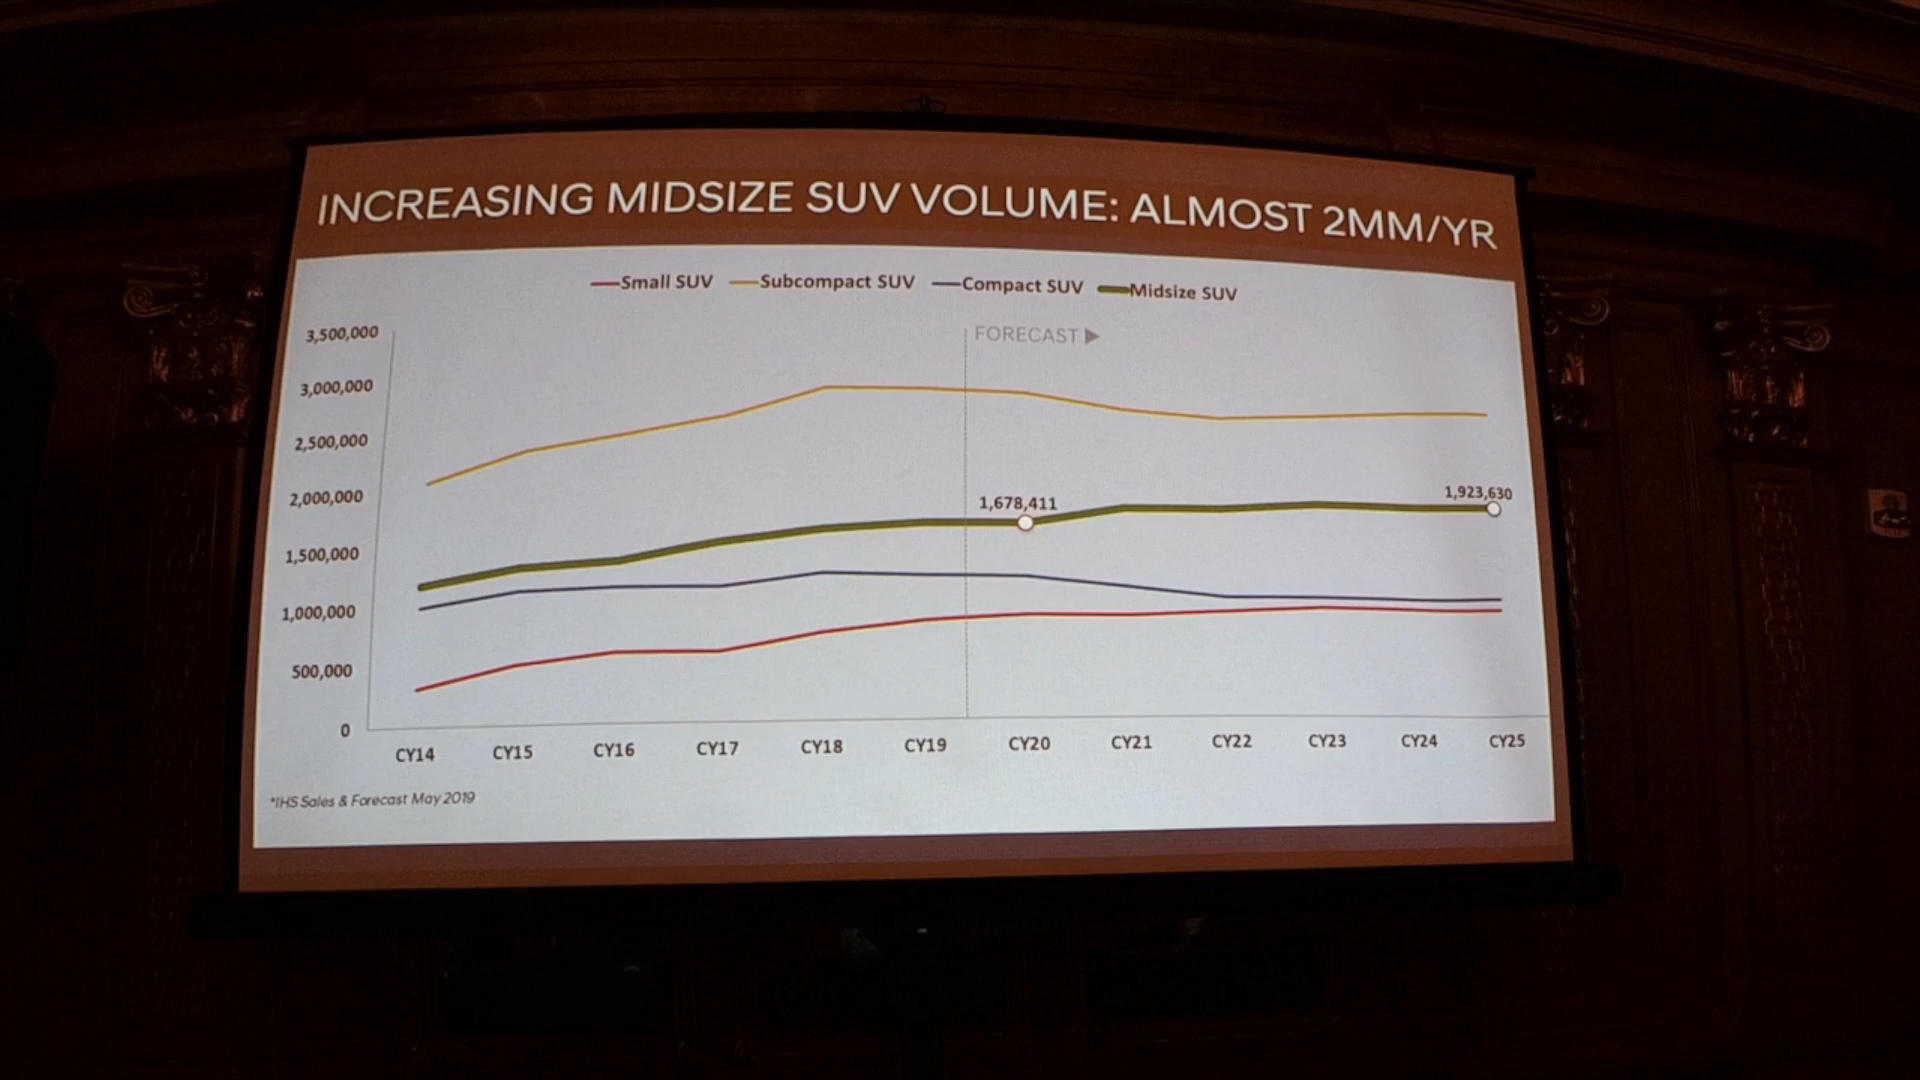 INCREASING MIDSIZE SUV VOLUME: ALMOST 2MM/YR
Small SUV Subcompact SUV Compact SUV Midsize SUV
FORECAST ▶
3,500,000
3,000,000
2,500,000
2,000,000
1,500,000
1,000,000
500,000
0
1,678,411
1,923,630
CY14 CY15 CY16 CY17 CY18 CY19 CY20 CY21 CY22 CY23 CY24 CY25
*IHS Sales & Forecast May 2019